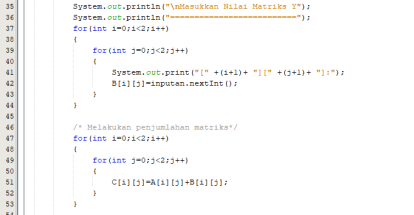 35 System.out.println("\nMasukkan Nilai Matriks Y");
36 System.out.println("==========================");
37 for(int i=0;i<2;i++)
38 {
39 for(int j=0;j<2;j++)
40 {
41 System.out.print("[" +(i+1)+ "][" +(j+1)+ "]:");
42 B[i][j]=inputan.nextInt();
43 }
44 }
45
46 /* Melakukan penjumlahan matriks*/
47 for(int i=0;i<2;i++)
48 {
49 for(int j=0;j<2;j++)
50 {
51 C[i][j]=A[i][j]+B[i][j];
52 }
53 }